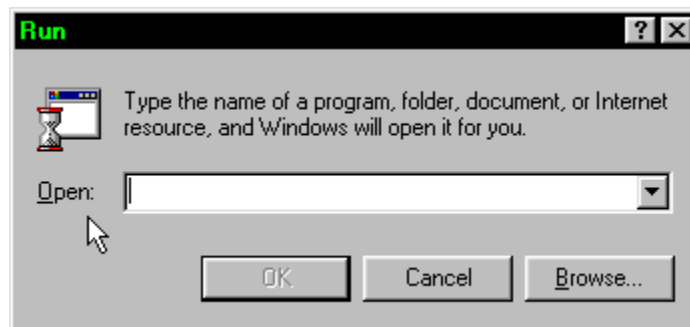 Run
Type the name of a program, folder, document, or Internet
resource, and Windows will open it for you.
Open:
OK Cancel Browse...